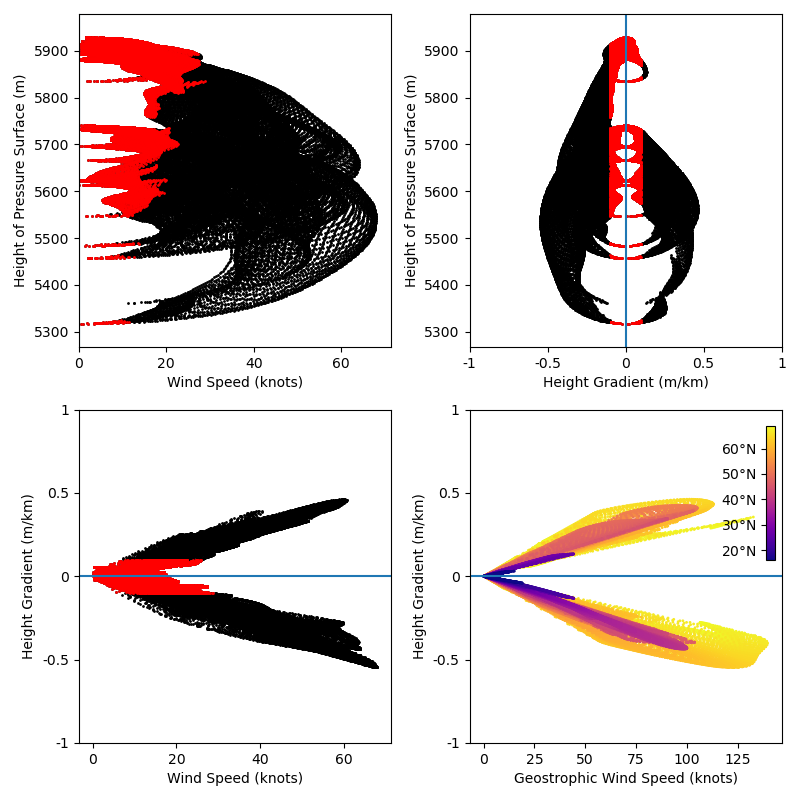 5900
5800
5700
5600
5500
5400
5300
Height of Pressure Surface (m)
0 20 40 60
Wind Speed (knots)
5900
5800
5700
5600
5500
5400
5300
Height of Pressure Surface (m)
-1 -0.5 0 0.5 1
Height Gradient (m/km)
1
0.5
0
-0.5
-1
Height Gradient (m/km)
0 20 40 60
Wind Speed (knots)
1
0.5
0
-0.5
-1
Height Gradient (m/km)
60°N
50°N
40°N
30°N
20°N
0 25 50 75 100 125
Geostrophic Wind Speed (knots)